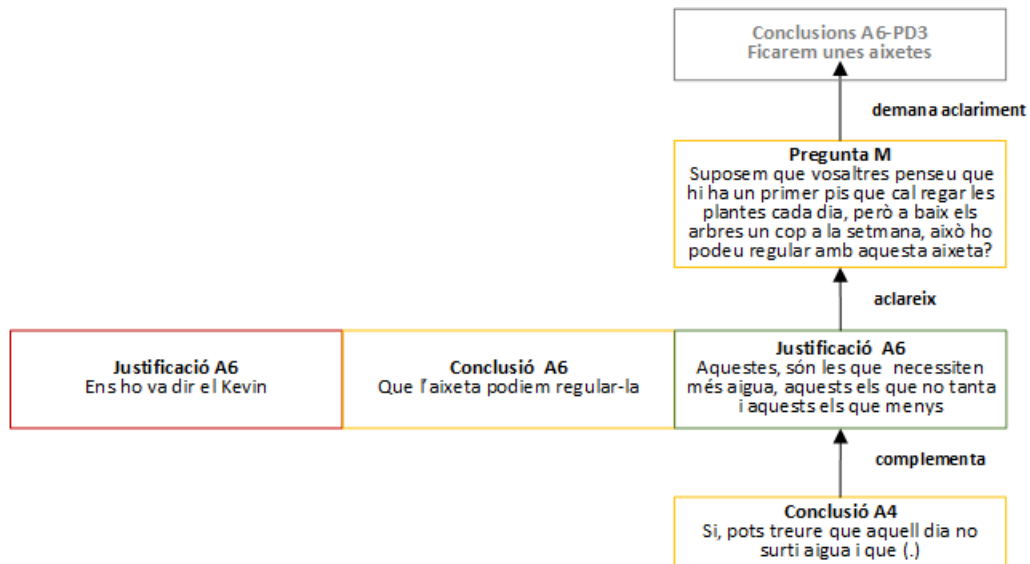 Conclusions A6-PD3
Ficarem unes aixetes
demana aclariment
Pregunta M
Suposem que vosaltres penseu que
hi ha un primer pis que cal regar les
plantes cada dia, però a baix els
arbres un cop a la setmana, això ho
podeu regular amb aquesta aixeta?
aclareix
Justificació A6
Ens ho va dir el Kevin
Conclusió A6
Que l'aixeta podiem regular-la
Justificació A6
Aquestes, són les que necessiten
més aigua, aquests els que no tanta
i aquests els que menys
complementa
Conclusió A4
Si, pots treure que aquell dia no
surti aigua i que (.)